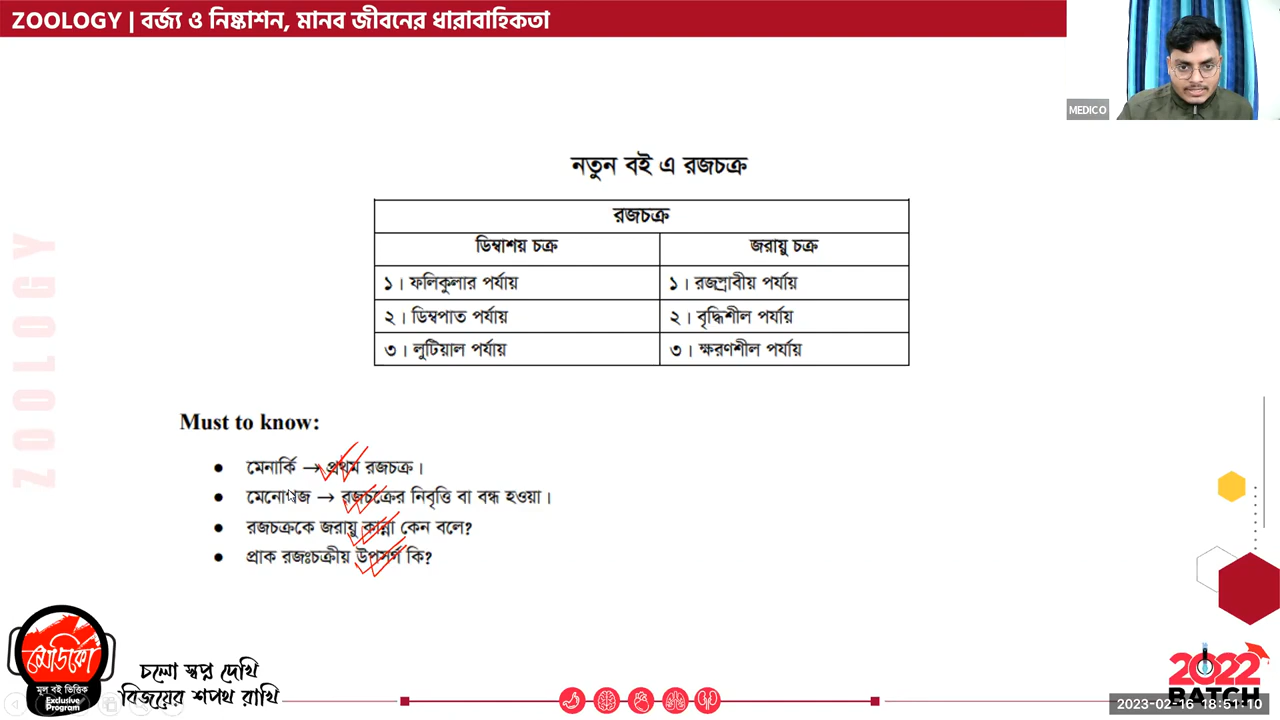 ZOOLOGY | বর্জ্য ও নিষ্কাশন, মানব জীবনের ধারাবাহিকতা
MEDICO
নতুন বই এ রজচক্র
রজচক্র
ডিম্বাশয় চক্র জরায়ু চক্র
১। ফলিকুলার পর্যায় ১। রজস্রাবীয় পর্যায়
২। ডিম্বপাত পর্যায় ২। বৃদ্ধিশীল পর্যায়
৩। লুটিয়াল পর্যায় ৩। ক্ষরণশীল পর্যায়
ZOOLOGY
Must to know:
● মেনার্কি → প্রথম রজচক্র।
● মেনোপজ → রজচক্রের নিবৃত্তি বা বন্ধ হওয়া।
● রজচক্রকে জরায়ু কান্না কেন বলে?
● প্রাক রজঃচক্রীয় উপসর্গ কি?
মেডিকো
মূল বই ভিত্তিক
Exclusive
Program
চলো স্বপ্ন দেখি
বিজয়ের শপথ রাখি
2022
BATCH
2023-02-16 18:51:10